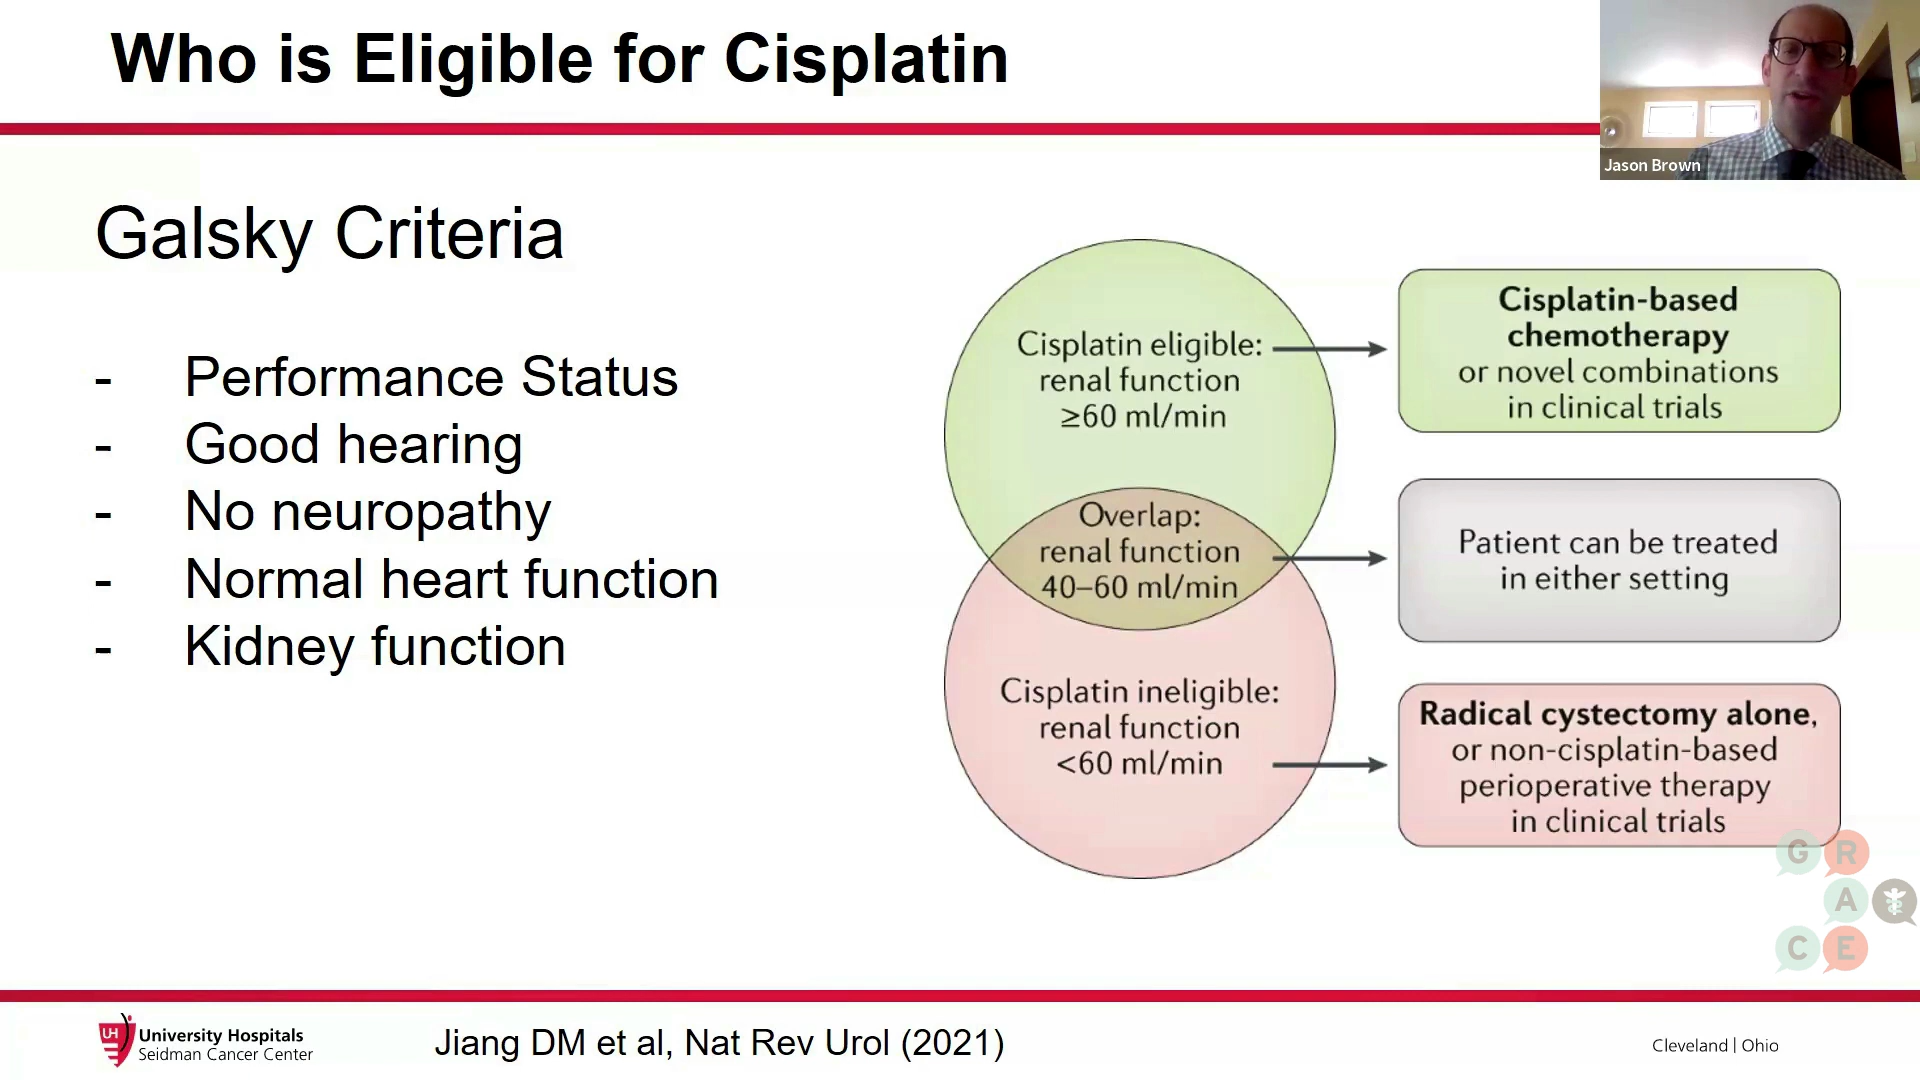 Who is Eligible for Cisplatin
Jason Brown
Galsky Criteria
- Performance Status
- Good hearing
- No neuropathy
- Normal heart function
- Kidney function
Cisplatin eligible:
renal function
≥60 ml/min
Overlap:
renal function
40–60 ml/min
Cisplatin ineligible:
renal function
<60 ml/min
Cisplatin-based
chemotherapy
or novel combinations
in clinical trials
Patient can be treated
in either setting
Radical cystectomy alone,
or non-cisplatin-based
perioperative therapy
in clinical trials
G R
A
C E
UH
University Hospitals
Seidman Cancer Center
Jiang DM et al, Nat Rev Urol (2021)
Cleveland | Ohio